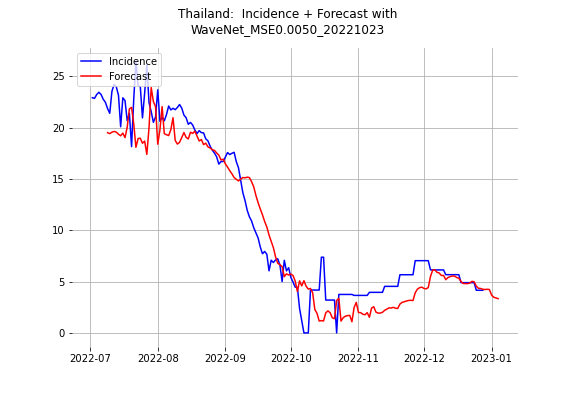 Thailand:  Incidence + Forecast with
WaveNet_MSE0.0050_20221023
Incidence
Forecast
25
20
15
10
5
0
2022-07 2022-08 2022-09 2022-10 2022-11 2022-12 2023-01